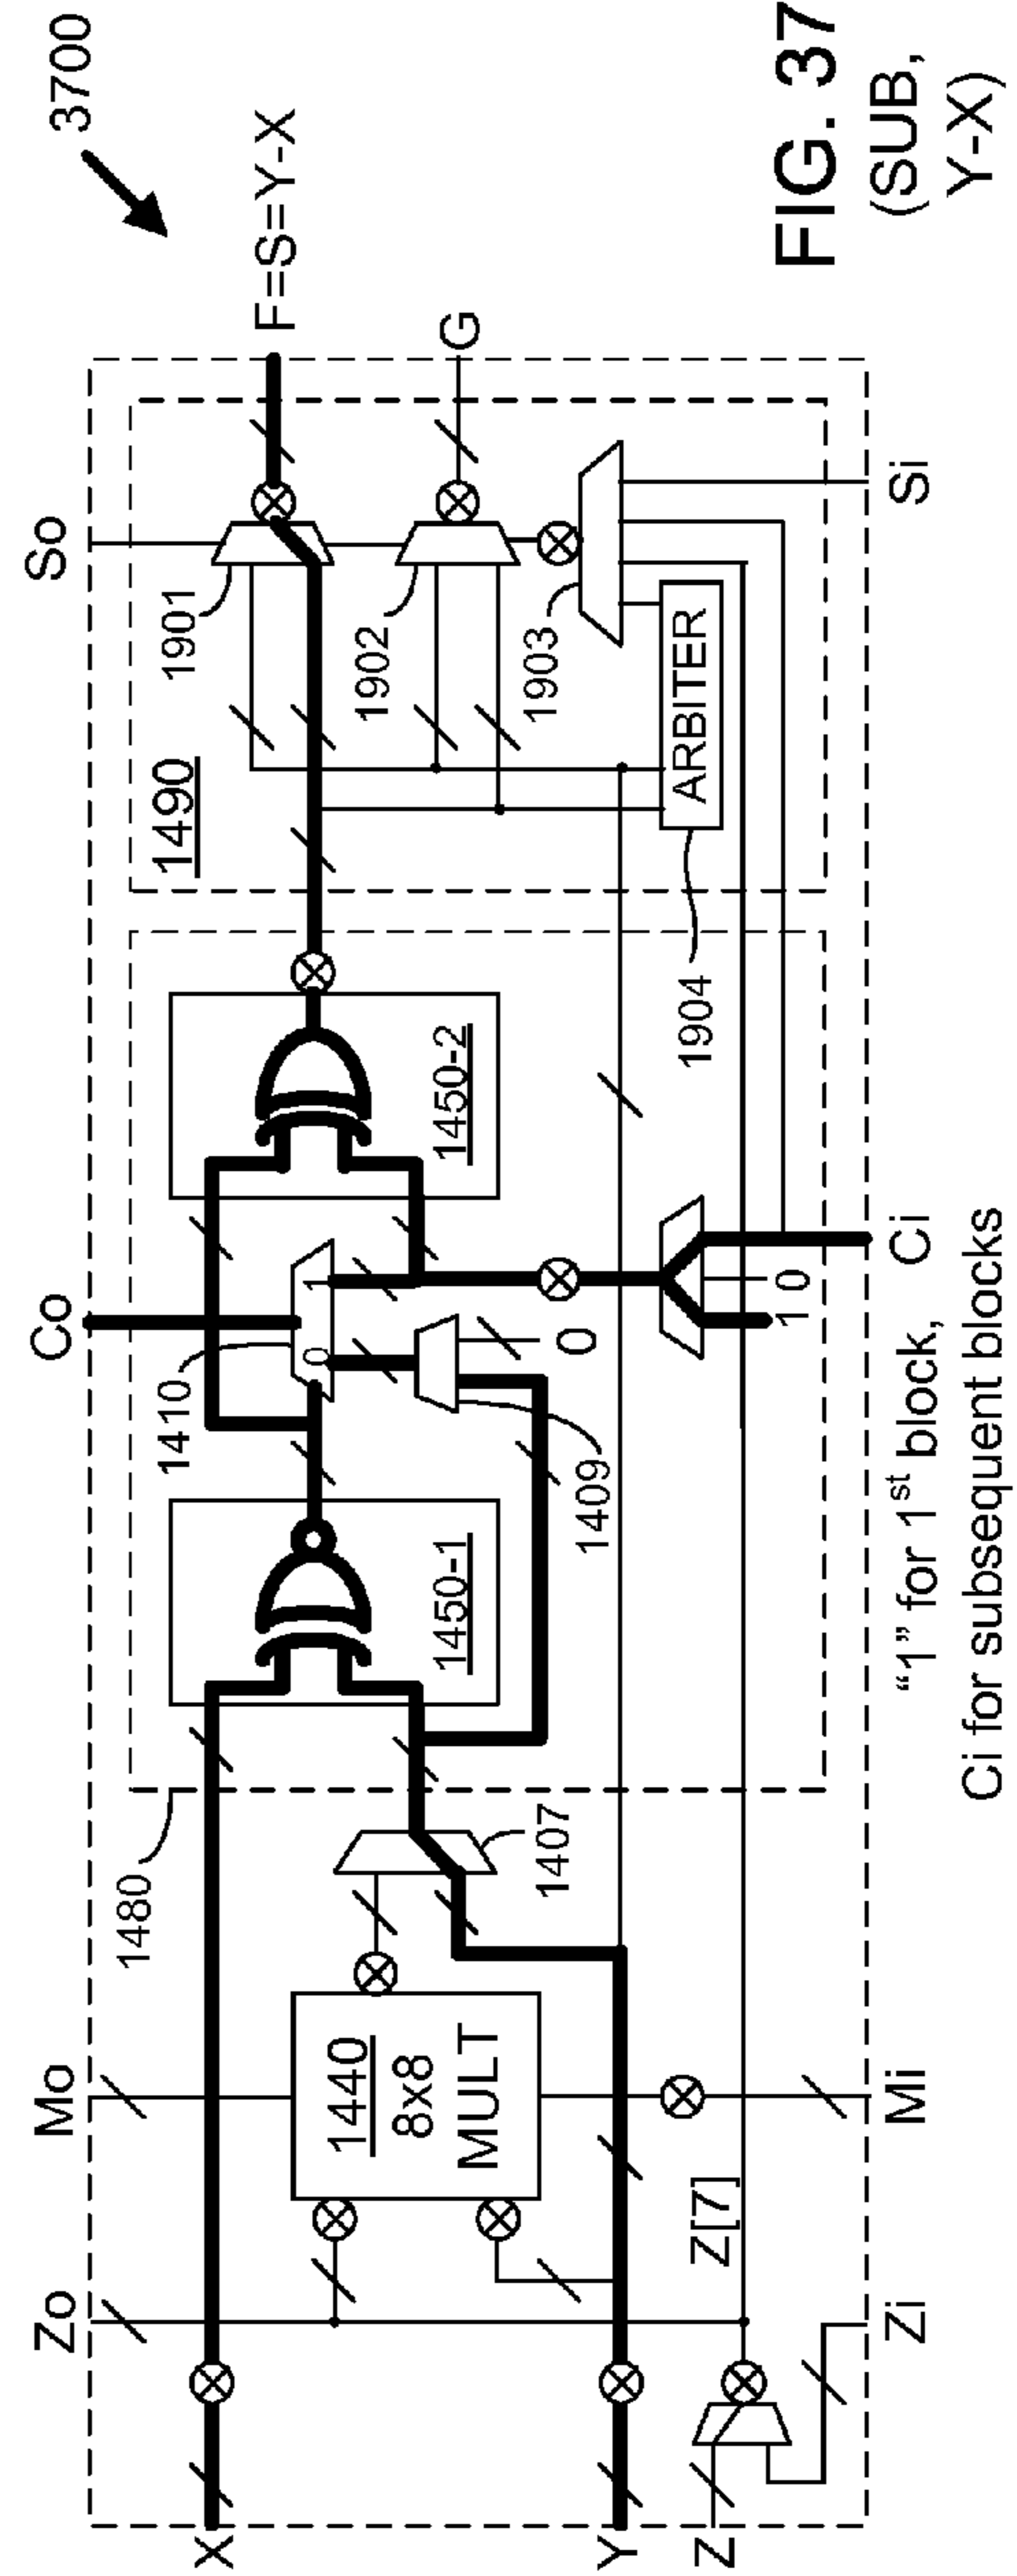 3700
So
Co
Mo
Zo
F=S=Y-X
G
1901
1902
1903
1490
ARBITER
1904
1450-2
1410
0
1
1409
O
1450-1
1480
1407
1440
8x8
MULT
Z[7]
1 0
X
Y
Z
Si
Ci
Mi
Zi
“1” for 1st block,
Ci for subsequent blocks
FIG. 37
(SUB,
Y-X)